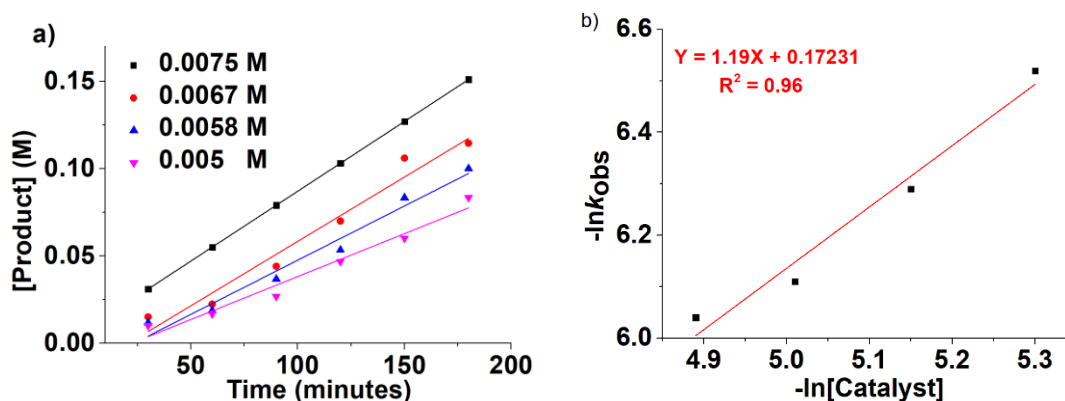 a)
0.0075 M
0.0067 M
0.0058 M
0.005 M
0.15
0.10
0.05
0.00
[Product] (M)
50
100
150
200
Time (minutes)
b)
Y = 1.19X + 0.17231
R² = 0.96
6.6
6.4
6.2
6.0
-lnkobs
4.9
5.0
5.1
5.2
5.3
-ln[Catalyst]